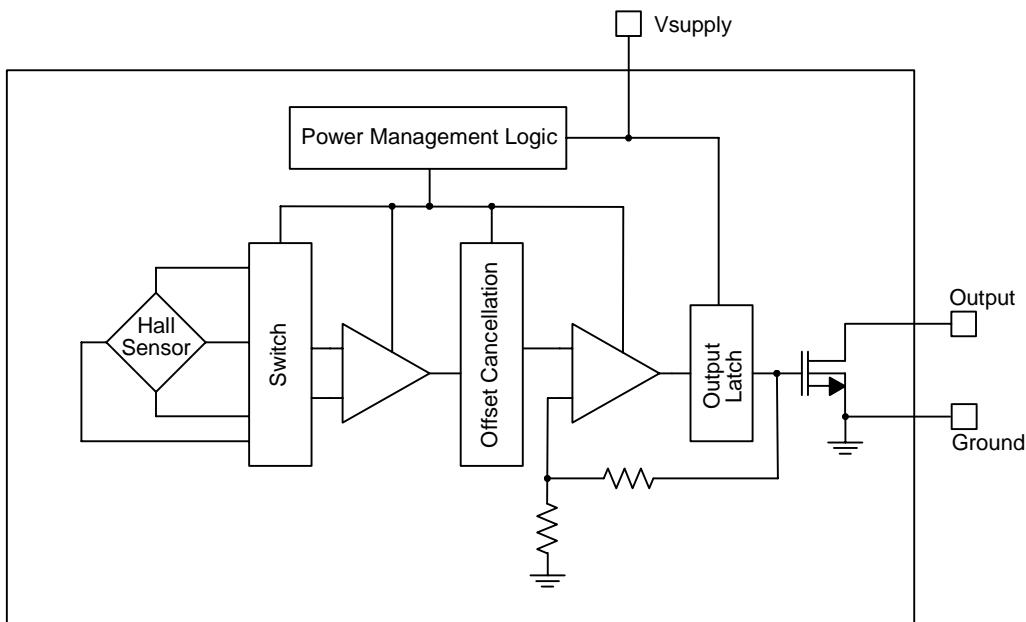 Vsupply
Power Management Logic
Hall
Sensor
Switch
Offset Cancellation
Output
Latch
Output
Ground